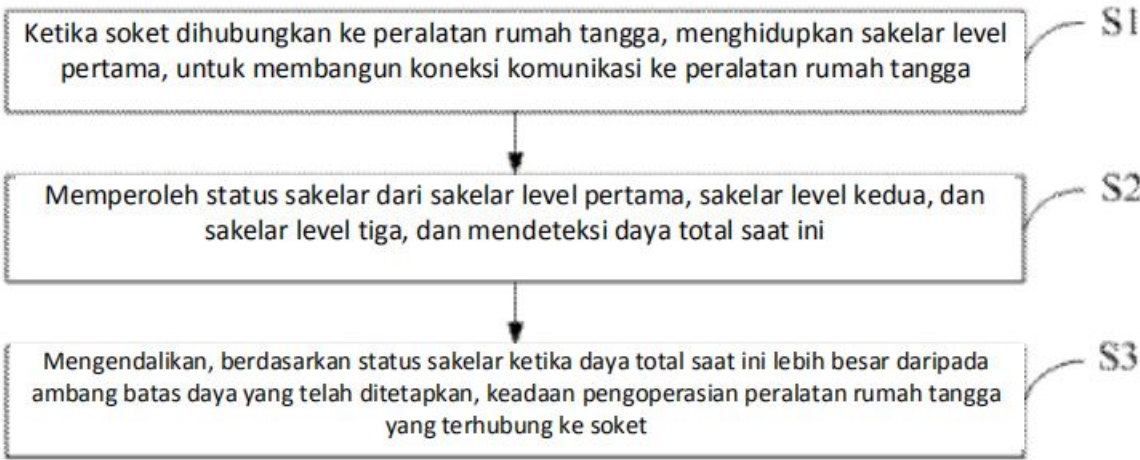 Ketika soket dihubungkan ke peralatan rumah tangga, menghidupkan sakelar level
pertama, untuk membangun koneksi komunikasi ke peralatan rumah tangga
S1
Memperoleh status sakelar dari sakelar level pertama, sakelar level kedua, dan
sakelar level tiga, dan mendeteksi daya total saat ini
S2
Mengendalikan, berdasarkan status sakelar ketika daya total saat ini lebih besar daripada
ambang batas daya yang telah ditetapkan, keadaan pengoperasian peralatan rumah tangga
yang terhubung ke soket
S3